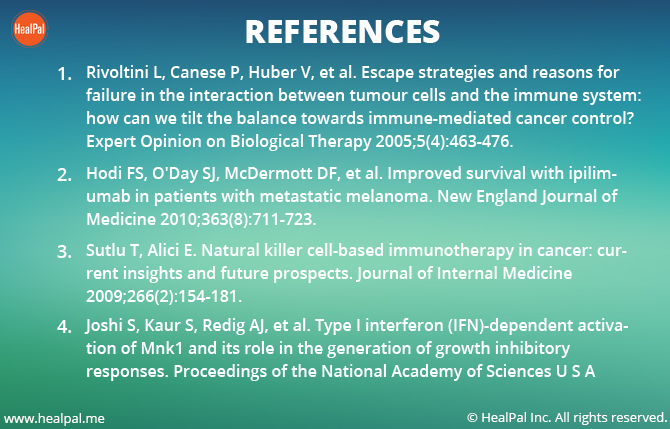 HealPal
REFERENCES
1. Rivoltini L, Canese P, Huber V, et al. Escape strategies and reasons for
failure in the interaction between tumour cells and the immune system:
how can we tilt the balance towards immune-mediated cancer control?
Expert Opinion on Biological Therapy 2005;5(4):463-476.
2. Hodi FS, O'Day SJ, McDermott DF, et al. Improved survival with ipilim-
umab in patients with metastatic melanoma. New England Journal of
Medicine 2010;363(8):711-723.
3. Sutlu T, Alici E. Natural killer cell-based immunotherapy in cancer: cur-
rent insights and future prospects. Journal of Internal Medicine
2009;266(2):154-181.
4. Joshi S, Kaur S, Redig AJ, et al. Type I interferon (IFN)-dependent activa-
tion of Mnk1 and its role in the generation of growth inhibitory
responses. Proceedings of the National Academy of Sciences U S A
www.healpal.me
© HealPal Inc. All rights reserved.